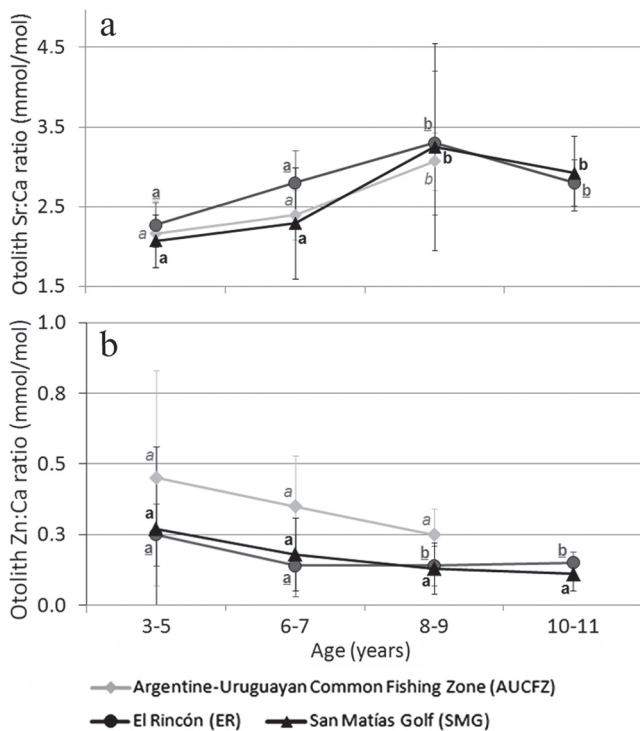 a
Otolith Sr:Ca ratio (mmol/mol)
4.5
3.5
2.5
1.5
a
a
a
a
a
a
b
b
b
b
b
b
Otolith Zn:Ca ratio (mmol/mol)
1.0
0.8
0.5
0.3
0.0
a
a
a
a
a
a
a
b
a
b
a
3-5 6-7 8-9 10-11
Age (years)
Argentine-Uruguayan Common Fishing Zone (AUCFZ)
El Rincón (ER) San Matías Golf (SMG)